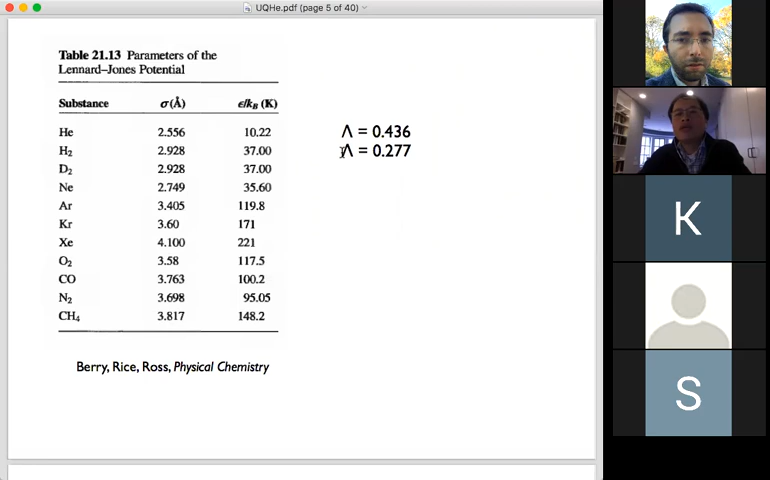 UQHe.pdf (page 5 of 40)
Table 21.13 Parameters of the
Lennard–Jones Potential
Substance σ(Å) ϵ/kB (K)
He 2.556 10.22
H₂ 2.928 37.00
D₂ 2.928 37.00
Ne 2.749 35.60
Ar 3.405 119.8
Kr 3.60 171
Xe 4.100 221
O₂ 3.58 117.5
CO 3.763 100.2
N₂ 3.698 95.05
CH₄ 3.817 148.2
Λ = 0.436
Λ = 0.277
Berry, Rice, Ross, Physical Chemistry
K
S